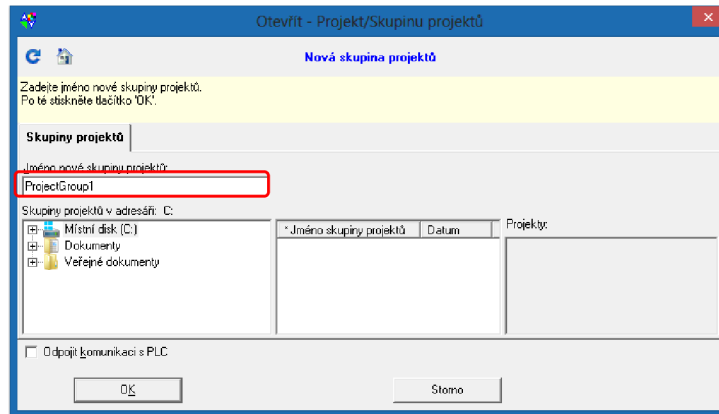 Otevřít - Projekt/Skupinu projektů
Nová skupina projektů
Zadejte jméno nové skupiny projektů.
Po té stiskněte tlačítko 'OK'.
Skupiny projektů
Jméno nové skupiny projektů:
ProjectGroup1
Skupiny projektů v adresáři: C:
Místní disk (C:)
Dokumenty
Veřejné dokumenty
*Jméno skupiny projektů Datum
Projekty:
Odpojit komunikaci s PLC
OK
Storno